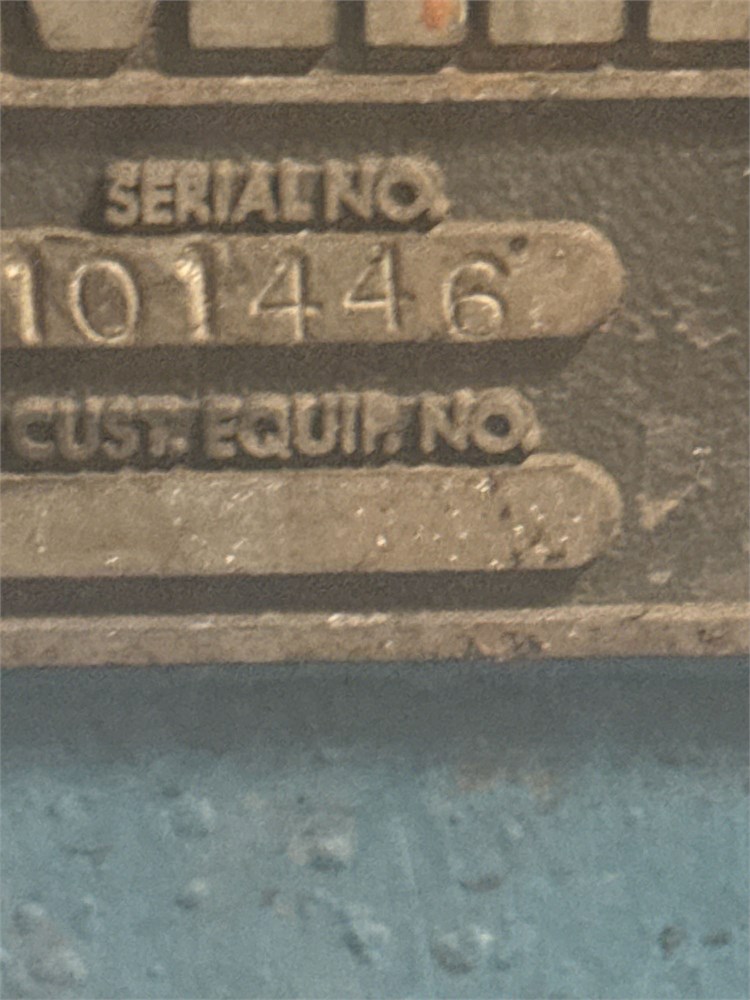 SERIAL NO.
101446
CUST. EQUIP. NO.